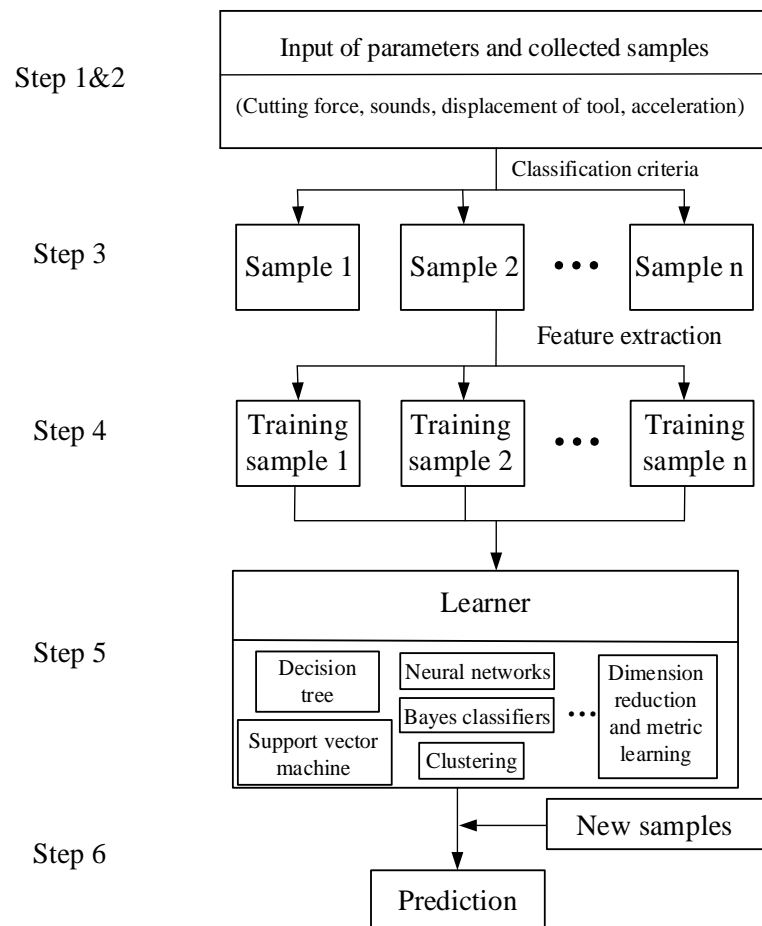 Input of parameters and collected samples
Step 1&2
(Cutting force, sounds, displacement of tool, acceleration)
Classification criteria
Step 3
Sample 1
Sample 2
•••
Sample n
Feature extraction
Step 4
Training
sample 1
Training
sample 2
•••
Training
sample n
Learner
Step 5
Decision
tree
Neural networks
Bayes classifiers
•••
Dimension
reduction
and metric
learning
Support vector
machine
Clustering
New samples
Step 6
Prediction